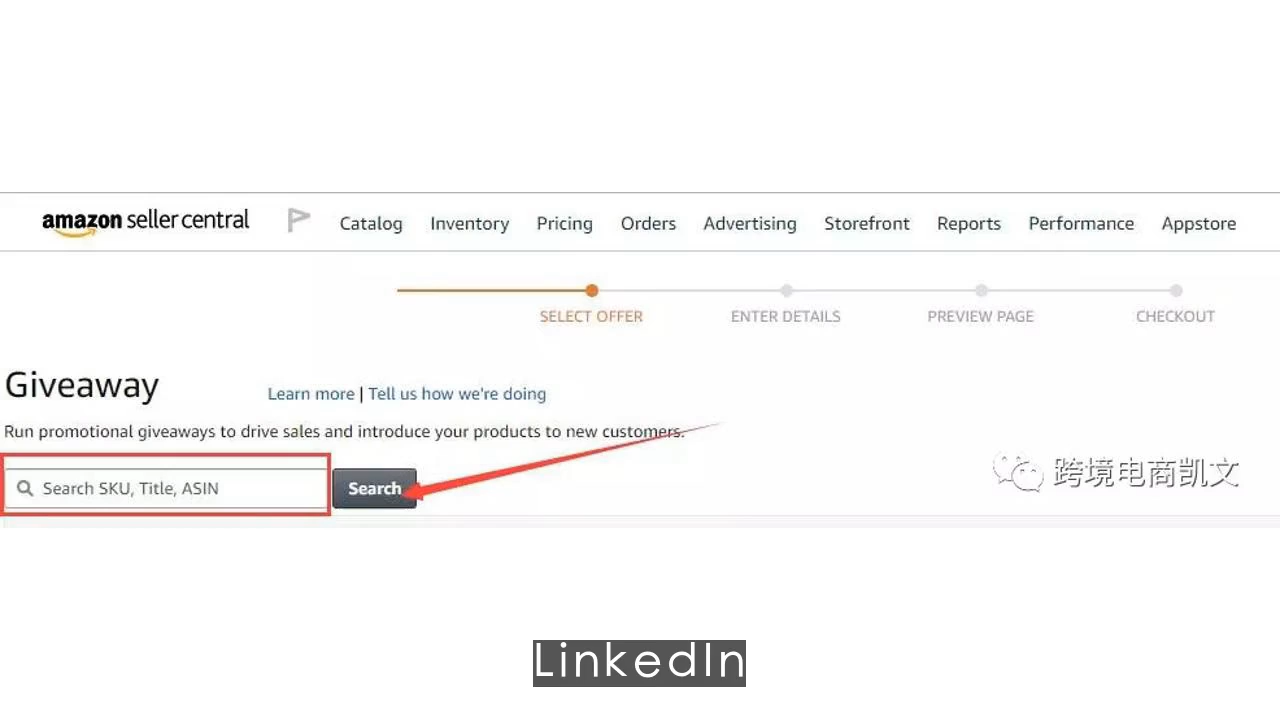 amazon seller central Catalog Inventory Pricing Orders Advertising Storefront Reports Performance Appstore
SELECT OFFER ENTER DETAILS PREVIEW PAGE CHECKOUT
Giveaway Learn more | Tell us how we're doing
Run promotional giveaways to drive sales and introduce your products to new customers.
Search SKU, Title, ASIN Search
跨境电商凯文
LinkedIn